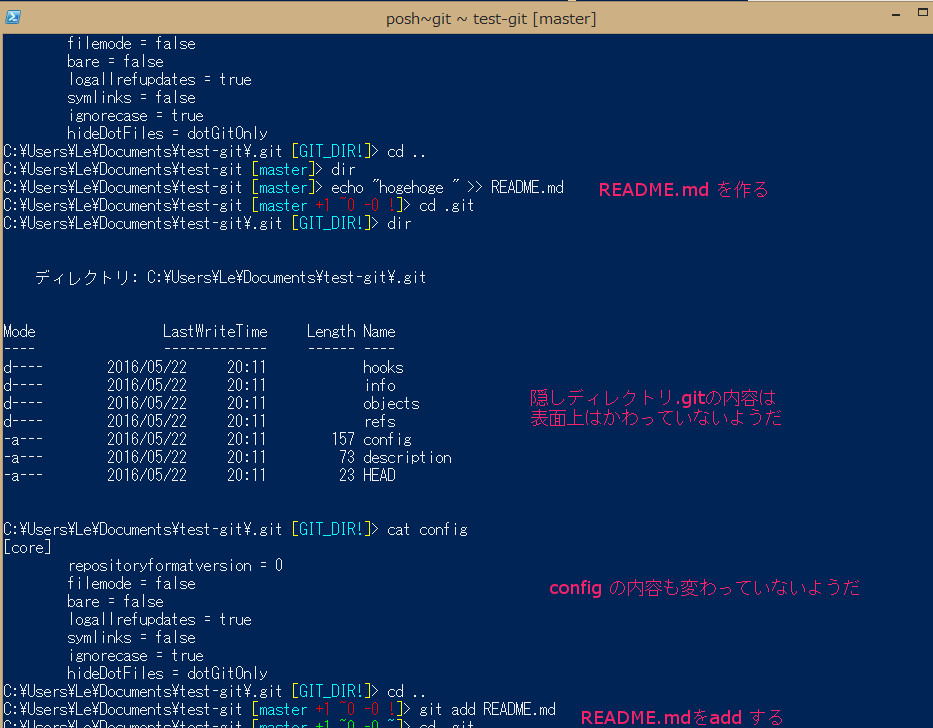 posh~git ~ test-git [master]
filemode = false
bare = false
logallrefupdates = true
symlinks = false
ignorecase = true
hideDotFiles = dotGitOnly
C:¥Users¥Le¥Documents¥test-git¥.git [GIT_DIR!]> cd ..
C:¥Users¥Le¥Documents¥test-git [master]> dir
C:¥Users¥Le¥Documents¥test-git [master]> echo "hogehoge " >> README.md
README.md を作る
C:¥Users¥Le¥Documents¥test-git [master +1 ~0 -0 !]> cd .git
C:¥Users¥Le¥Documents¥test-git¥.git [GIT_DIR!]> dir
ディレクトリ: C:¥Users¥Le¥Documents¥test-git¥.git
Mode LastWriteTime Length Name
---- ------------- ------ ----
d---- 2016/05/22 20:11 hooks
d---- 2016/05/22 20:11 info
d---- 2016/05/22 20:11 objects
d---- 2016/05/22 20:11 refs
-a--- 2016/05/22 20:11 157 config
-a--- 2016/05/22 20:11 73 description
-a--- 2016/05/22 20:11 23 HEAD
隠しディレクトリ.gitの内容は
表面上はかわっていないようだ
C:¥Users¥Le¥Documents¥test-git¥.git [GIT_DIR!]> cat config
[core]
repositoryformatversion = 0
filemode = false
bare = false
logallrefupdates = true
symlinks = false
ignorecase = true
hideDotFiles = dotGitOnly
config の内容も変わっていないようだ
C:¥Users¥Le¥Documents¥test-git¥.git [GIT_DIR!]> cd ..
C:¥Users¥Le¥Documents¥test-git [master +1 ~0 -0 !]> git add README.md
README.mdをadd する
C:¥Users¥Le¥Documents¥test-git [master +1 ~0 -0 ~]> cd .git